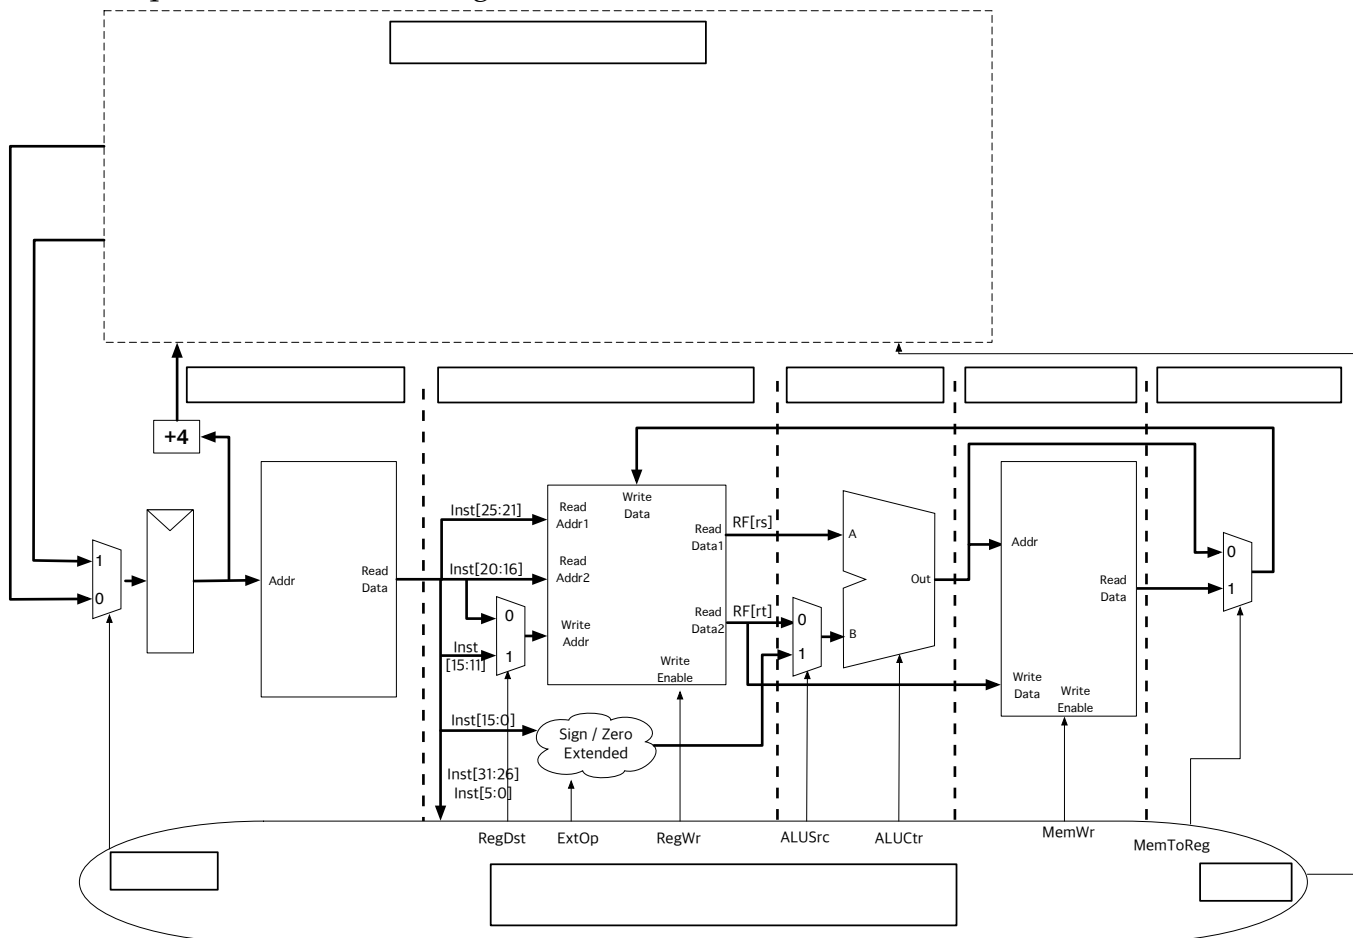 +4
Inst[25:21]
Inst[20:16]
Inst
[15:11]
Inst[15:0]
Inst[31:26]
Inst[5:0]
1
0
Addr
Read
Data
0
1
Read
Addr1
Read
Addr2
Write
Addr
Write
Data
Read
Data1
Read
Data2
Write
Enable
Sign / Zero
Extended
RF[rs]
RF[rt]
0
1
A
B
Out
Addr
Read
Data
Write
Data
Write
Enable
0
1
RegDst
ExtOp
RegWr
ALUSrc
ALUCtr
MemWr
MemToReg